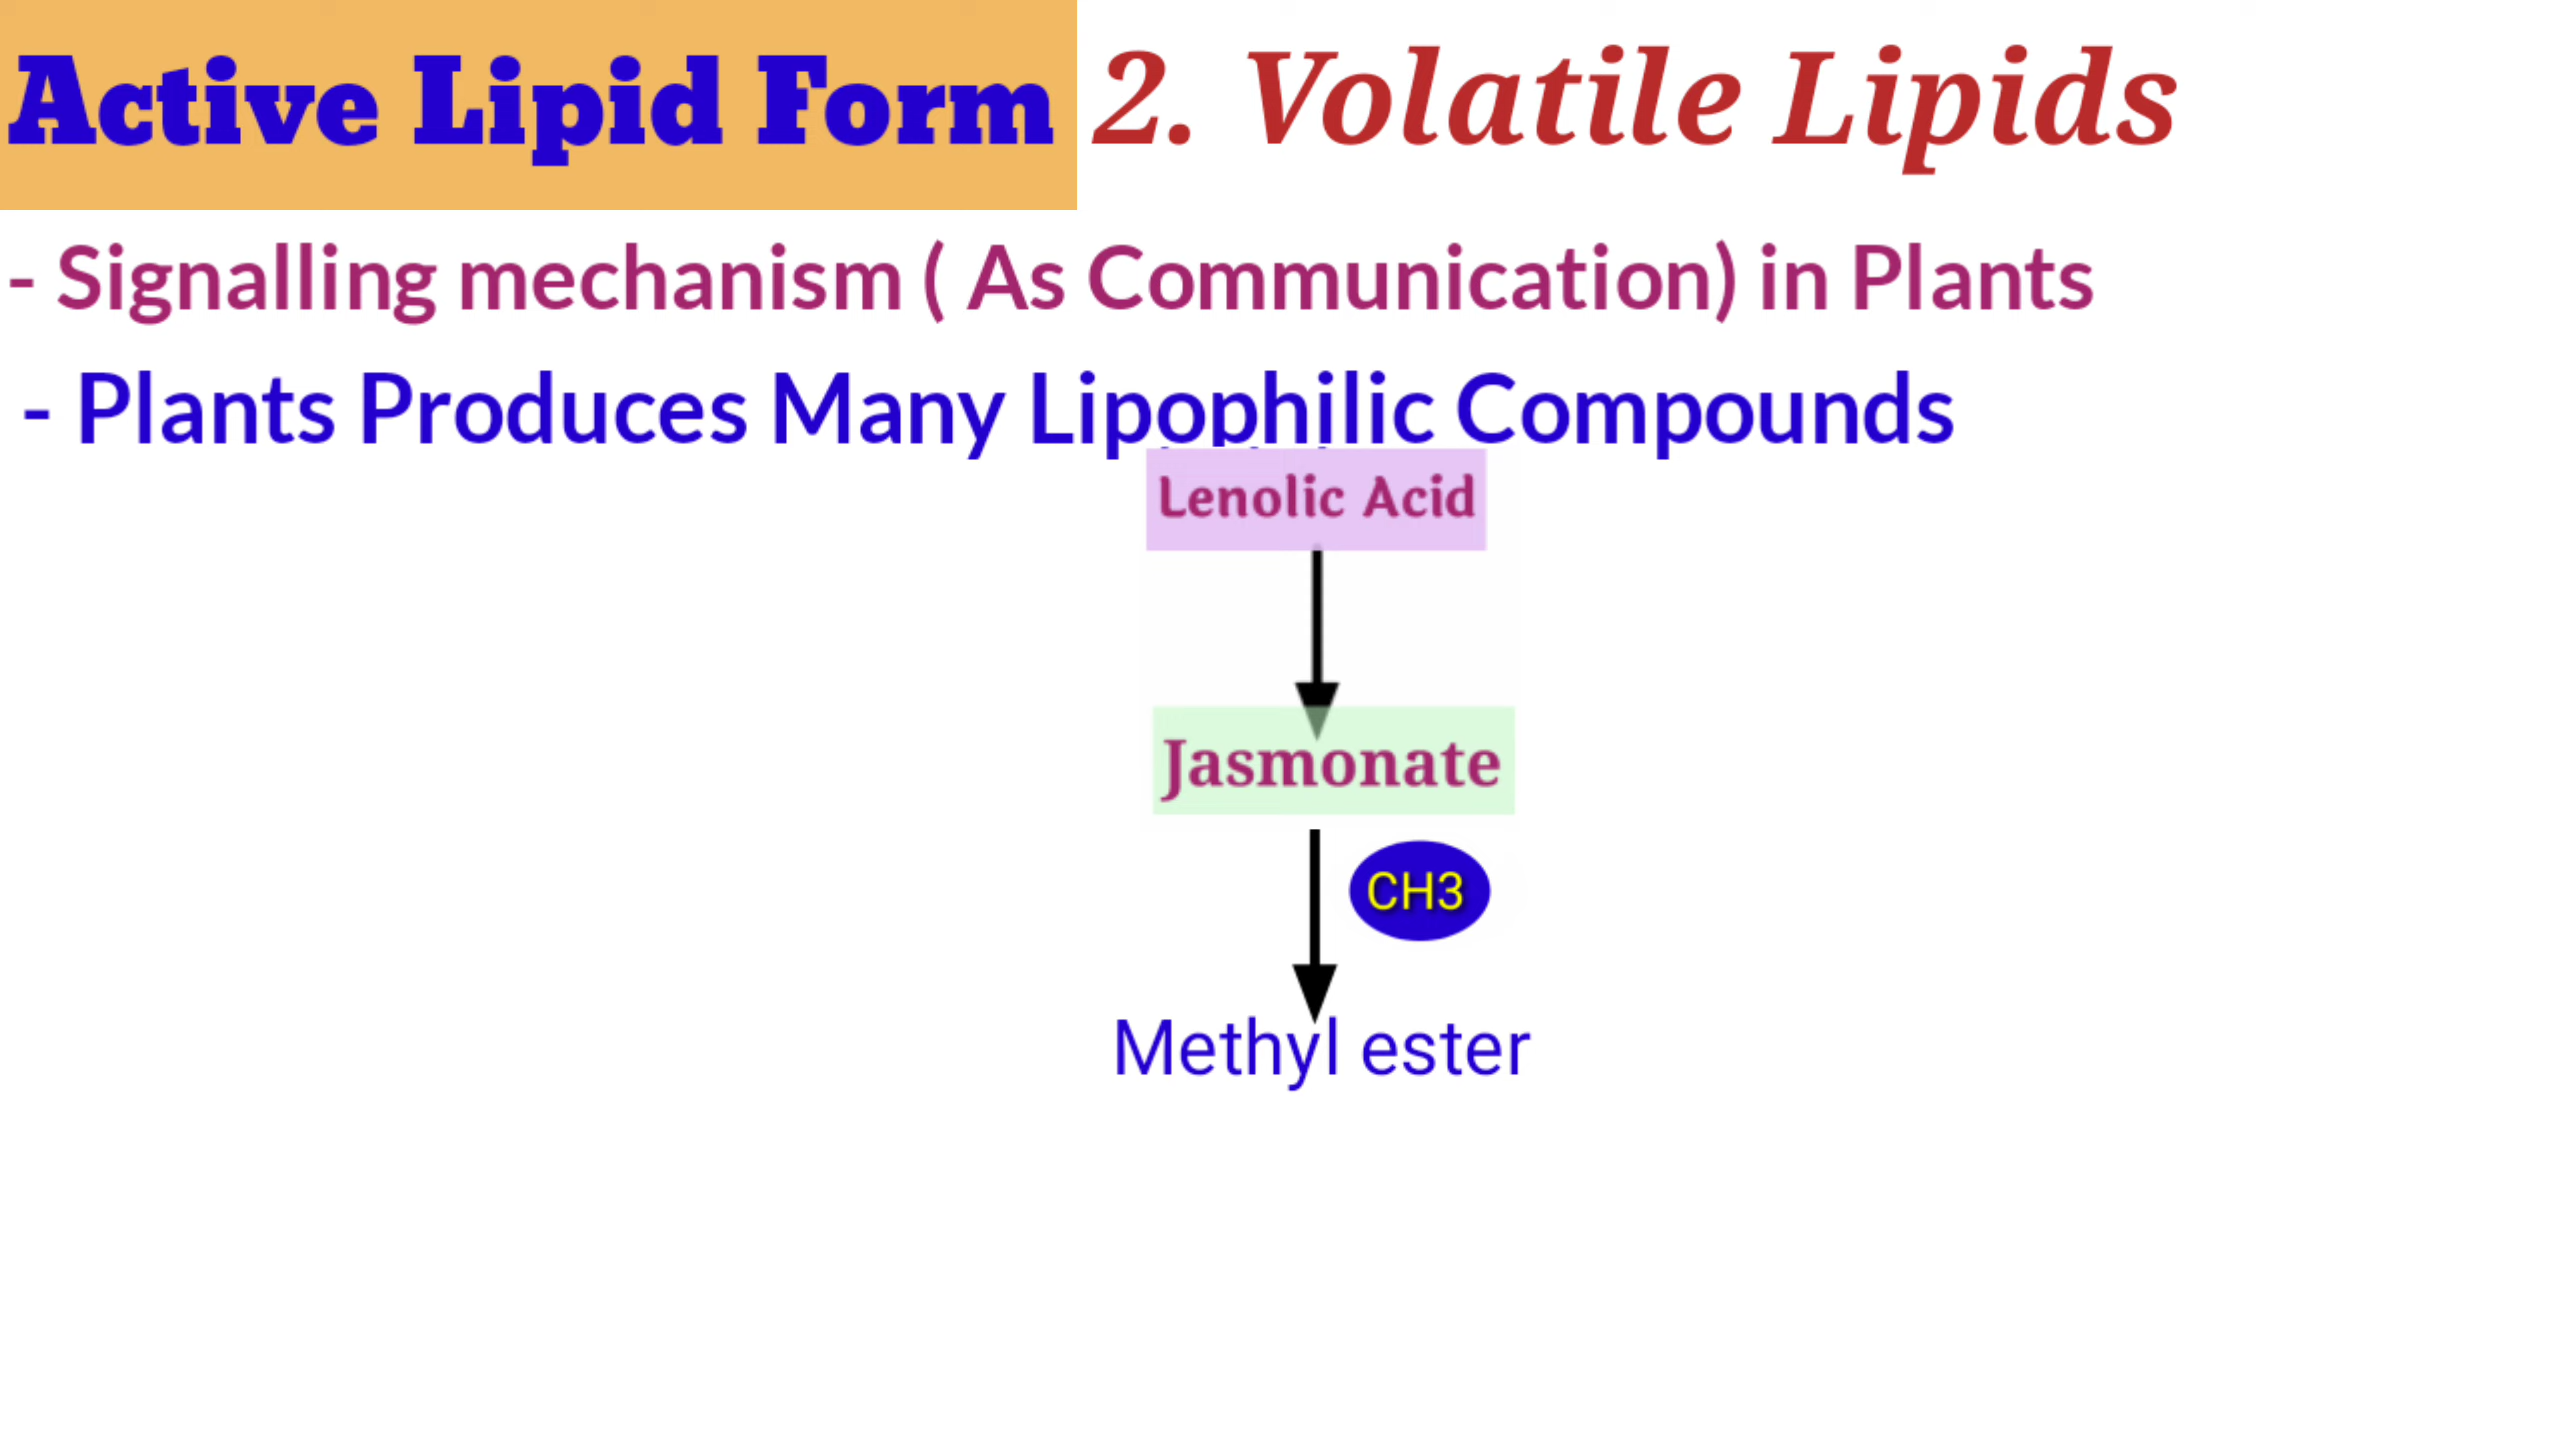 Active Lipid Form 2. Volatile Lipids
- Signalling mechanism ( As Communication) in Plants
- Plants Produces Many Lipophilic Compounds
Lenolic Acid
Jasmonate
CH3
Methyl ester